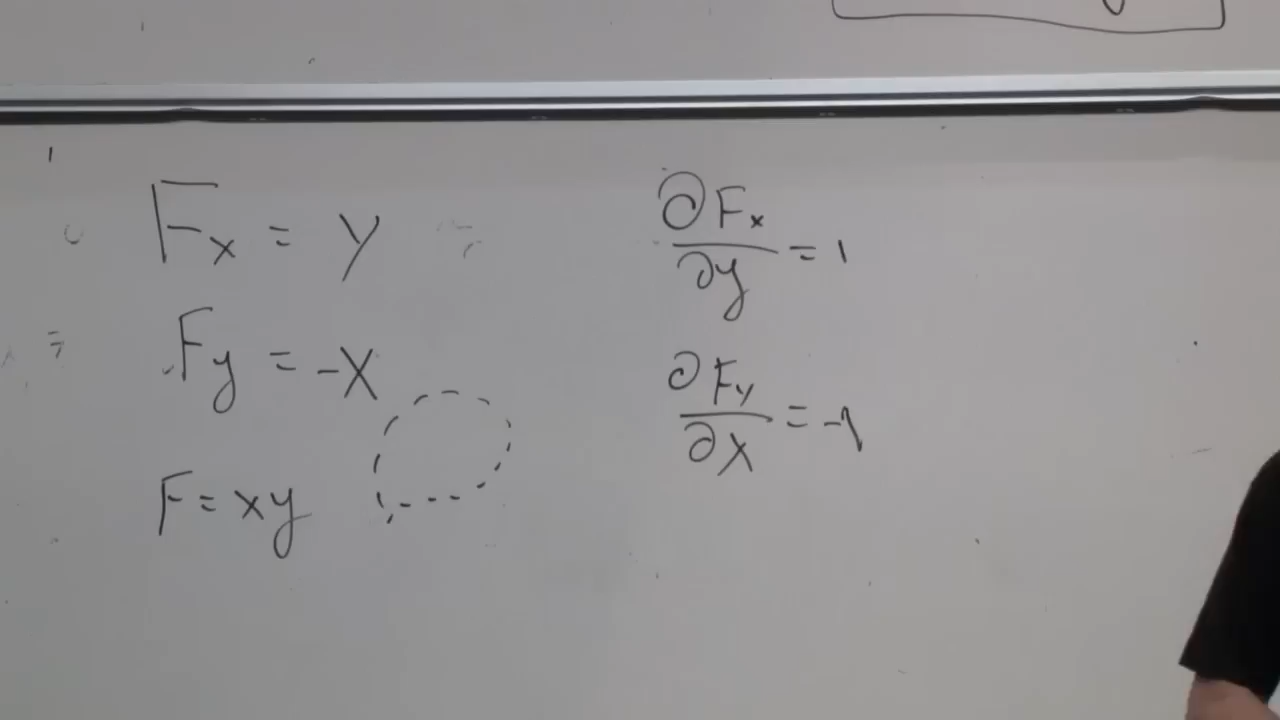 Fx = y
Fy = -x
F = xy
∂Fx/∂y = 1
∂Fy/∂x = -1